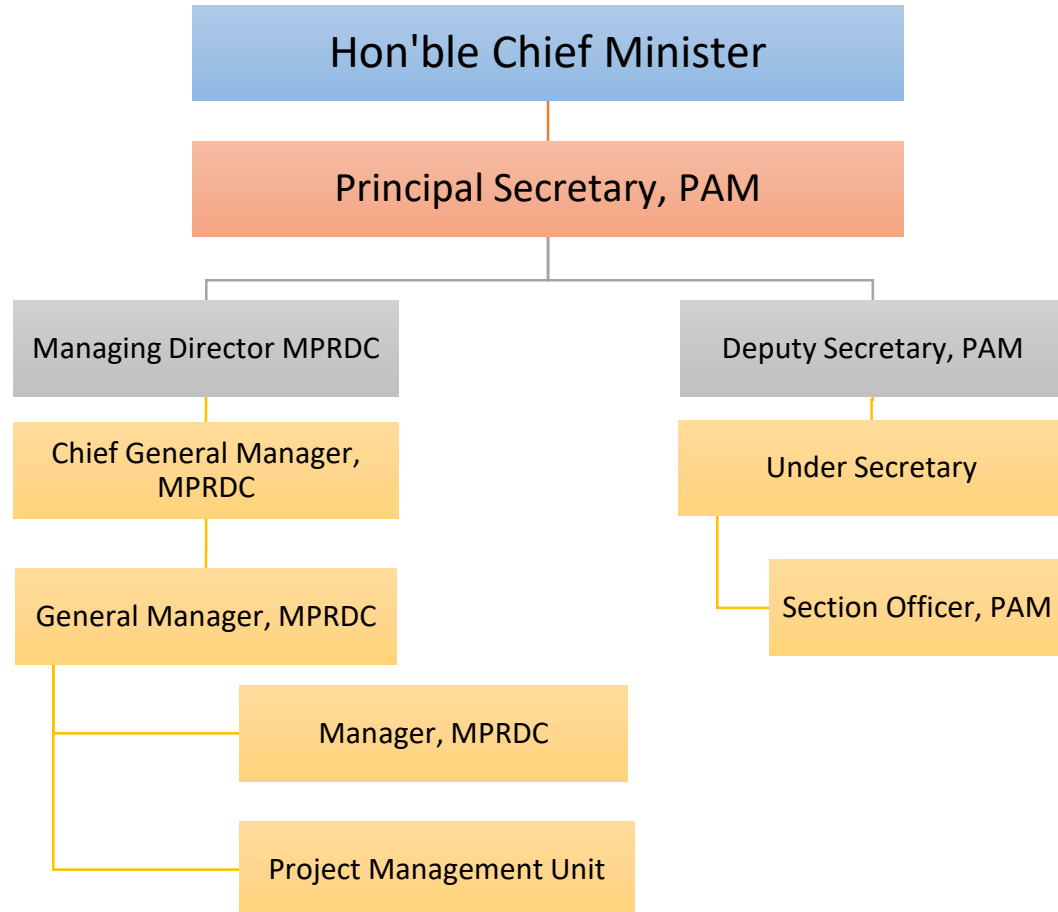 Hon'ble Chief Minister
Principal Secretary, PAM
Managing Director MPRDC
Deputy Secretary, PAM
Chief General Manager,
MPRDC
Under Secretary
General Manager, MPRDC
Section Officer, PAM
Manager, MPRDC
Project Management Unit